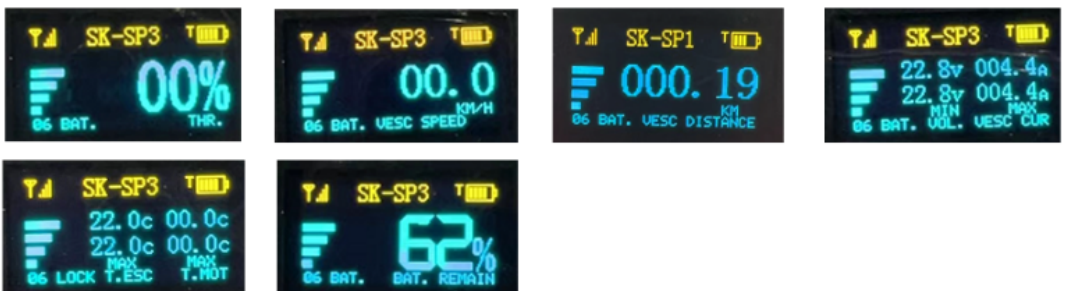 SK-SP3 T
00%
06 BAT. THR.
SK-SP3 T
00.0
KM/H
06 BAT. VESC SPEED
SK-SP1 T
000.19
KM
06 BAT. VESC DISTANCE
SK-SP3 T
22.8v 004.4A
22.8v 004.4A
MIN MAX
06 BAT. VOL. VESC CUR
SK-SP3 T
22.0c 00.0c
22.0c 00.0c
MAX MAX
06 LOCK T.ESC T.MOT
SK-SP3 T
62%
06 BAT. BAT. REMAIN